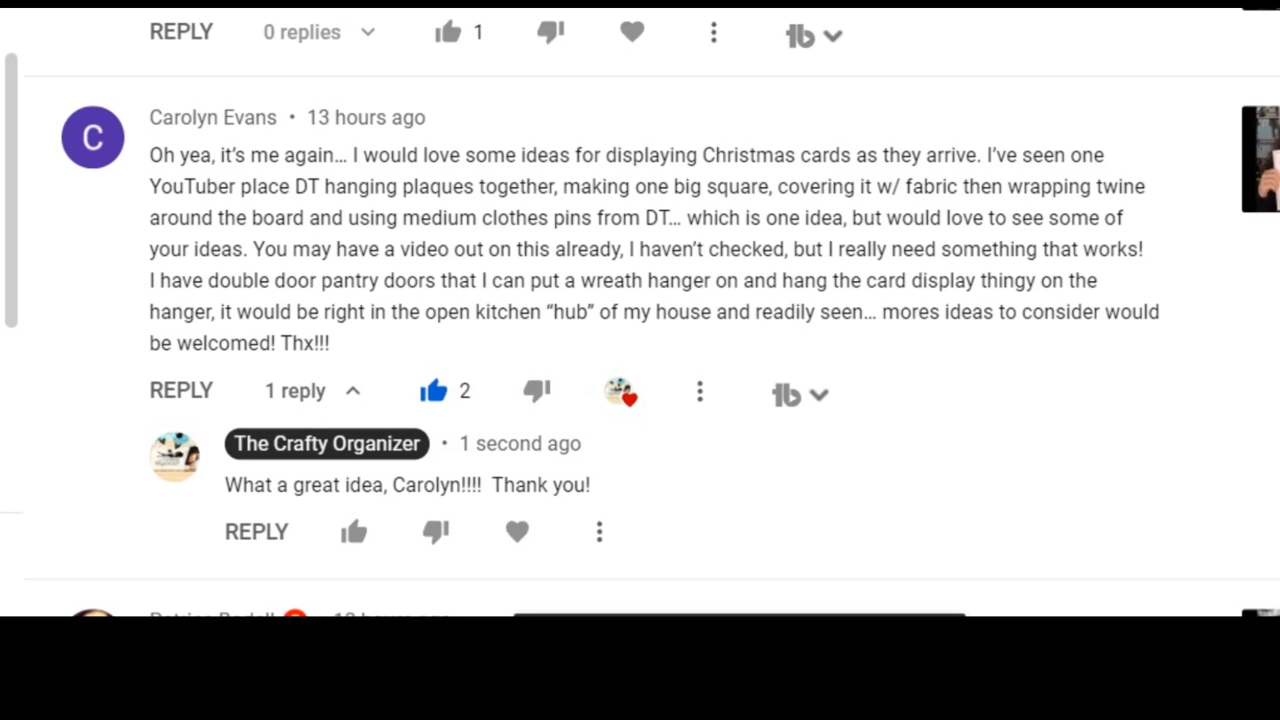 REPLY 0 replies 1
Carolyn Evans • 13 hours ago
C
Oh yea, it’s me again… I would love some ideas for displaying Christmas cards as they arrive. I’ve seen one
YouTuber place DT hanging plaques together, making one big square, covering it w/ fabric then wrapping twine
around the board and using medium clothes pins from DT… which is one idea, but would love to see some of
your ideas. You may have a video out on this already, I haven’t checked, but I really need something that works!
I have double door pantry doors that I can put a wreath hanger on and hang the card display thingy on the
hanger, it would be right in the open kitchen “hub” of my house and readily seen… mores ideas to consider would
be welcomed! Thx!!!
REPLY 1 reply 2
The Crafty Organizer • 1 second ago
What a great idea, Carolyn!!!! Thank you!
REPLY